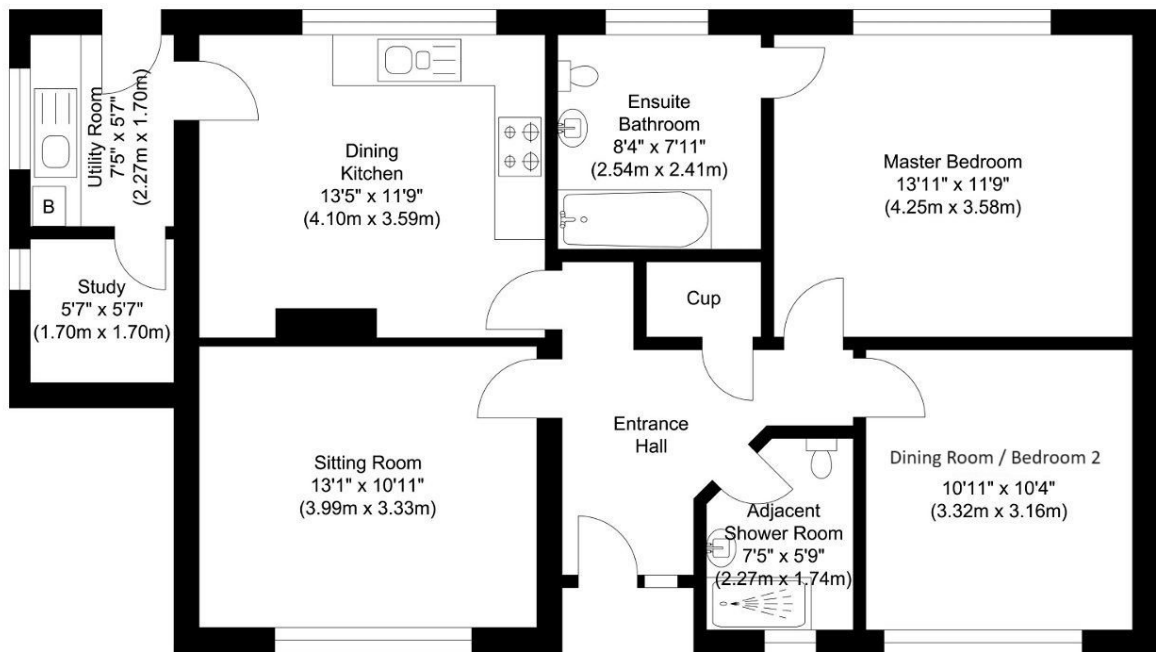 Utility Room
7'5" x 5'7"
(2.27m x 1.70m)
B
Study
5'7" x 5'7"
(1.70m x 1.70m)
Dining
Kitchen
13'5" x 11'9"
(4.10m x 3.59m)
Ensuite
Bathroom
8'4" x 7'11"
(2.54m x 2.41m)
Master Bedroom
13'11" x 11'9"
(4.25m x 3.58m)
Cup
Sitting Room
13'1" x 10'11"
(3.99m x 3.33m)
Entrance
Hall
Adjacent
Shower Room
7'5" x 5'9"
(2.27m x 1.74m)
Dining Room / Bedroom 2
10'11" x 10'4"
(3.32m x 3.16m)